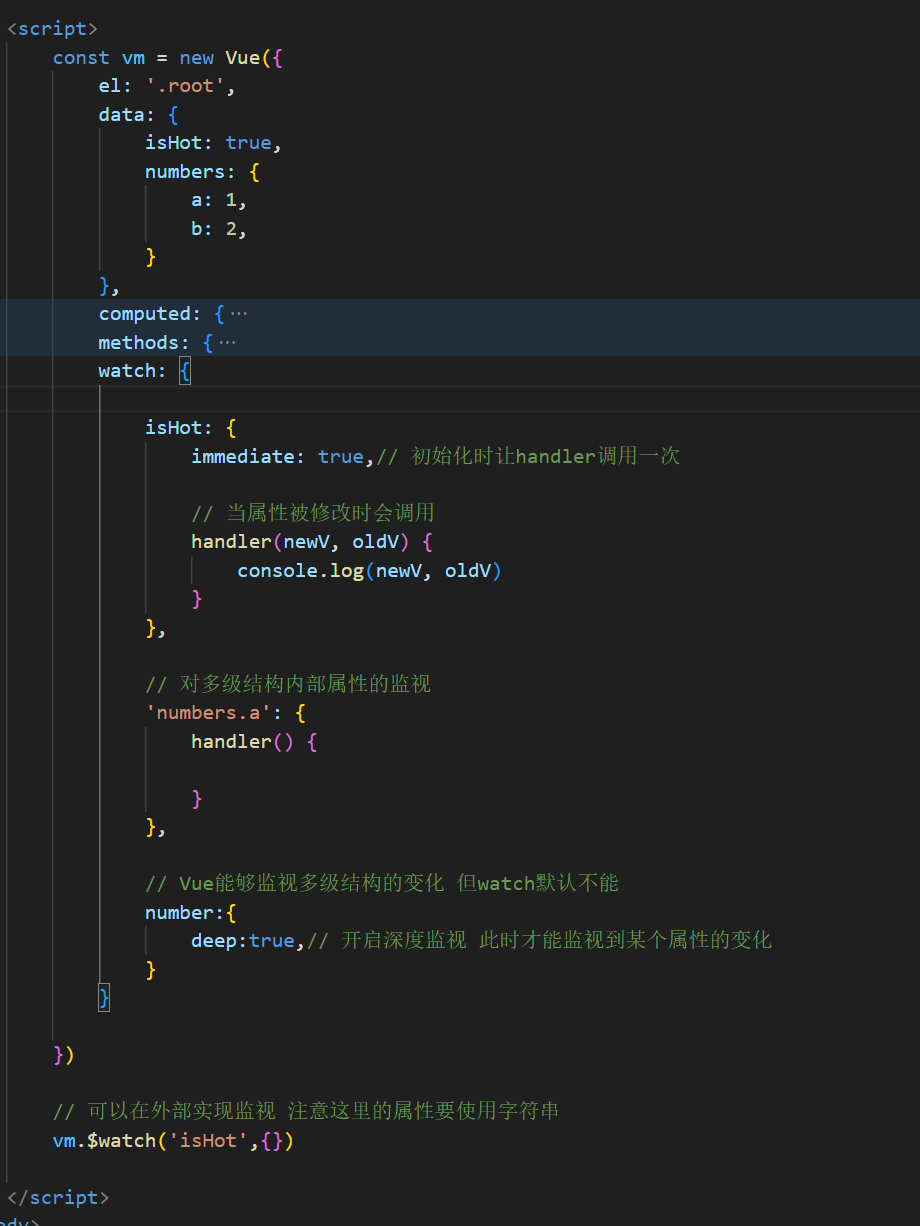 <script>
const vm = new Vue({
el: '.root',
data: {
isHot: true,
numbers: {
a: 1,
b: 2,
}
},
computed: {···
methods: {···
watch: {
isHot: {
immediate: true,// 初始化时让handler调用一次
// 当属性被修改时会调用
handler(newV, oldV) {
console.log(newV, oldV)
}
},
// 对多级结构内部属性的监视
'numbers.a': {
handler() {
}
},
// Vue能够监视多级结构的变化 但watch默认不能
number:{
deep:true,// 开启深度监视 此时才能监视到某个属性的变化
}
}
})
// 可以在外部实现监视 注意这里的属性要使用字符串
vm.$watch('isHot',{})
</script>